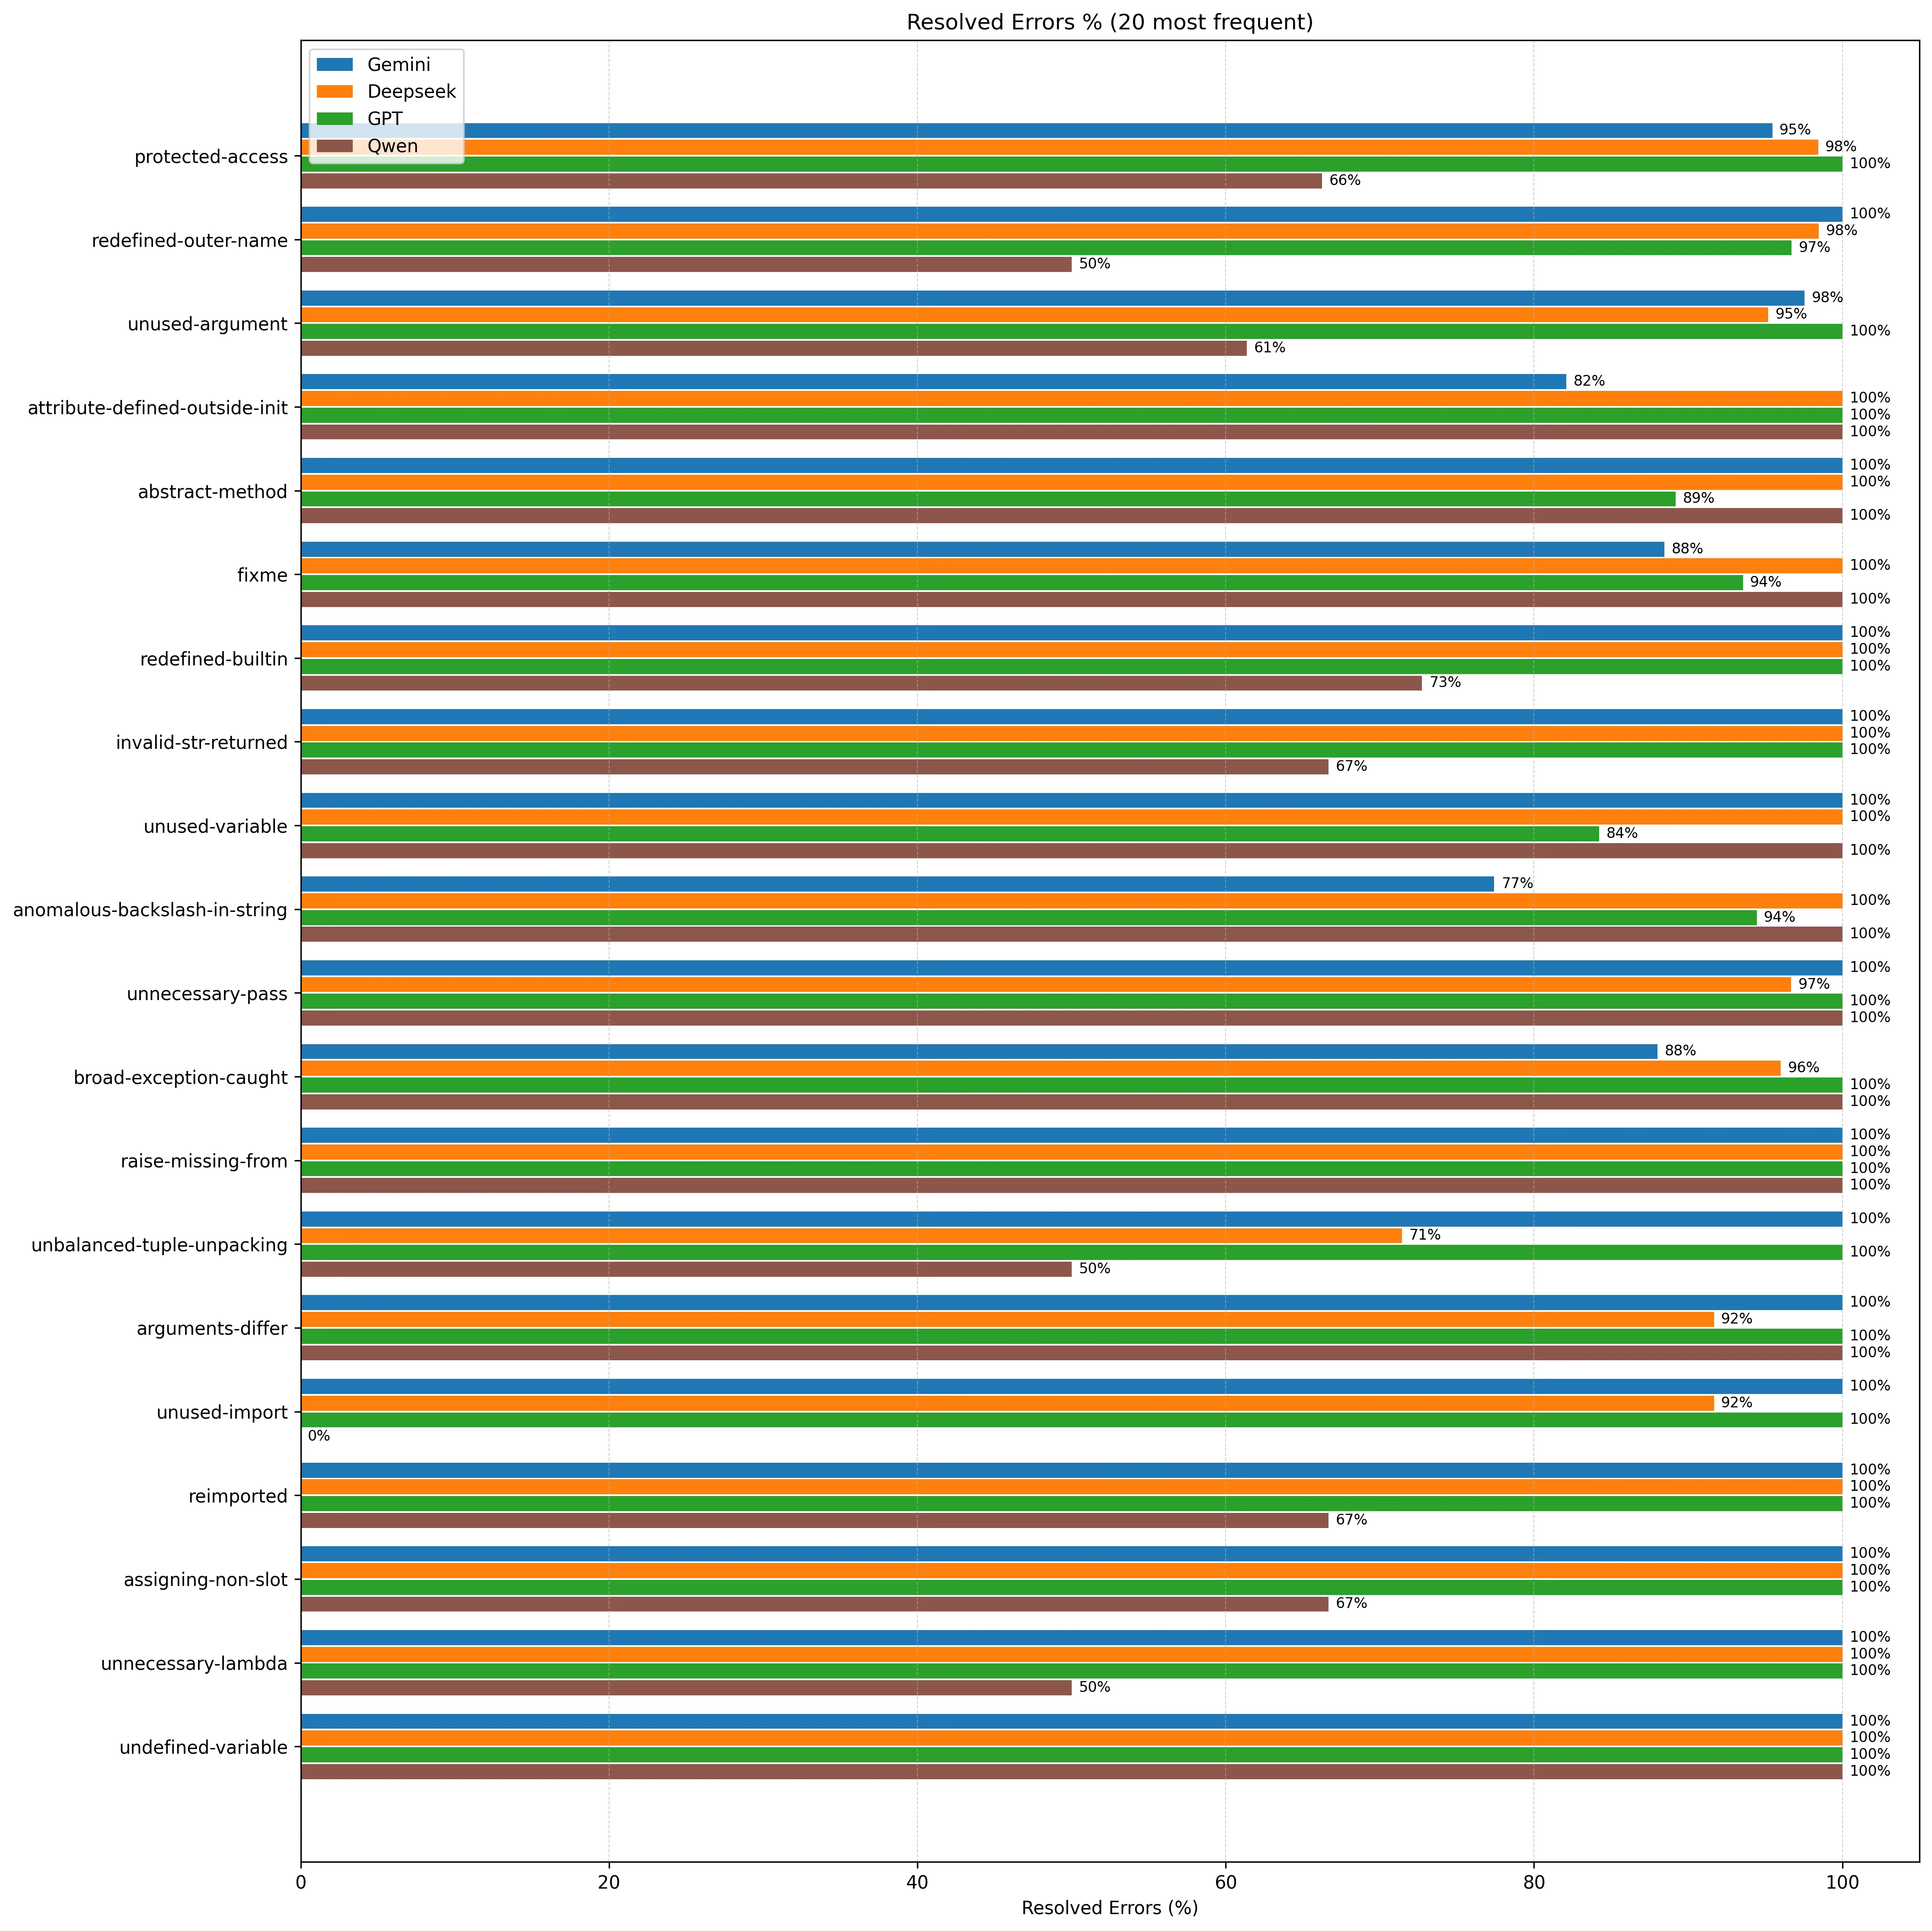 Resolved Errors % (20 most frequent)
Gemini
Deepseek
GPT
Qwen
protected-access
95%
98%
100%
66%
redefined-outer-name
100%
98%
97%
50%
unused-argument
98%
95%
100%
61%
attribute-defined-outside-init
82%
100%
100%
100%
abstract-method
100%
100%
89%
100%
fixme
88%
100%
94%
100%
redefined-builtin
100%
100%
100%
73%
invalid-str-returned
100%
100%
100%
67%
unused-variable
100%
100%
84%
100%
anomalous-backslash-in-string
77%
100%
94%
100%
unnecessary-pass
100%
97%
100%
100%
broad-exception-caught
88%
96%
100%
100%
raise-missing-from
100%
100%
100%
100%
unbalanced-tuple-unpacking
100%
71%
100%
50%
arguments-differ
100%
92%
100%
100%
unused-import
100%
92%
100%
0%
reimported
100%
100%
100%
67%
assigning-non-slot
100%
100%
100%
67%
unnecessary-lambda
100%
100%
100%
50%
undefined-variable
100%
100%
100%
100%
0 20 40 60 80 100
Resolved Errors (%)